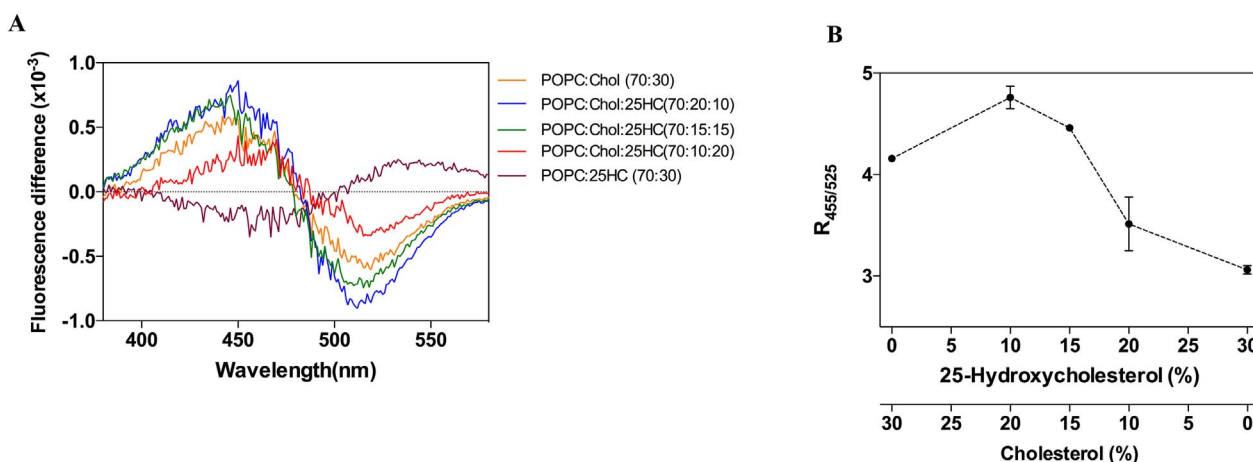 A
Fluorescence difference (x10-3)
1.0
0.5
0.0
-0.5
-1.0
400 450 500 550
Wavelength(nm)
POPC:Chol (70:30)
POPC:Chol:25HC(70:20:10)
POPC:Chol:25HC(70:15:15)
POPC:Chol:25HC(70:10:20)
POPC:25HC (70:30)
B
R455/525
5
4
3
0 5 10 15 20 25 30
25-Hydroxycholesterol (%)
30 25 20 15 10 5 0
Cholesterol (%)